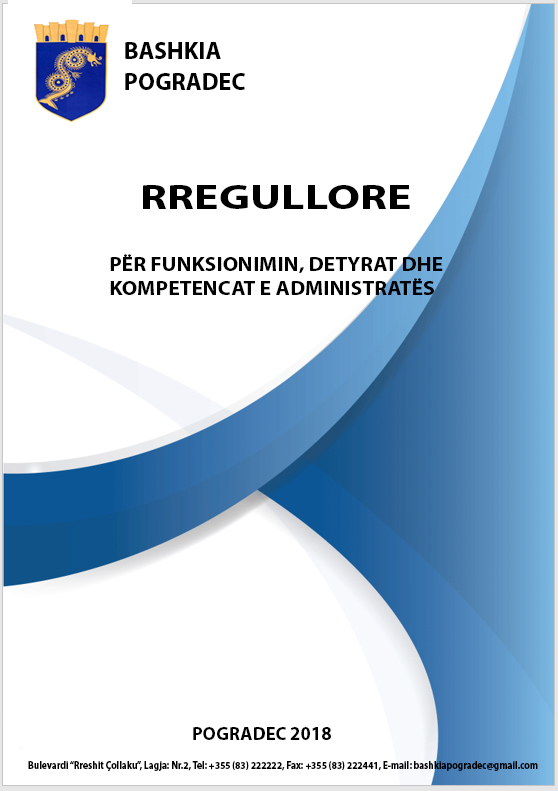 BASHKIA
POGRADEC
RREGULLORE
PËR FUNKSIONIMIN, DETYRAT DHE
KOMPETENCAT E ADMINISTRATËS
POGRADEC 2018
Bulevardi “Rreshit Çollaku”, Lagja: Nr.2, Tel: +355 (83) 222222, Fax: +355 (83) 222441, E-mail: bashkiapogradec@gmail.com